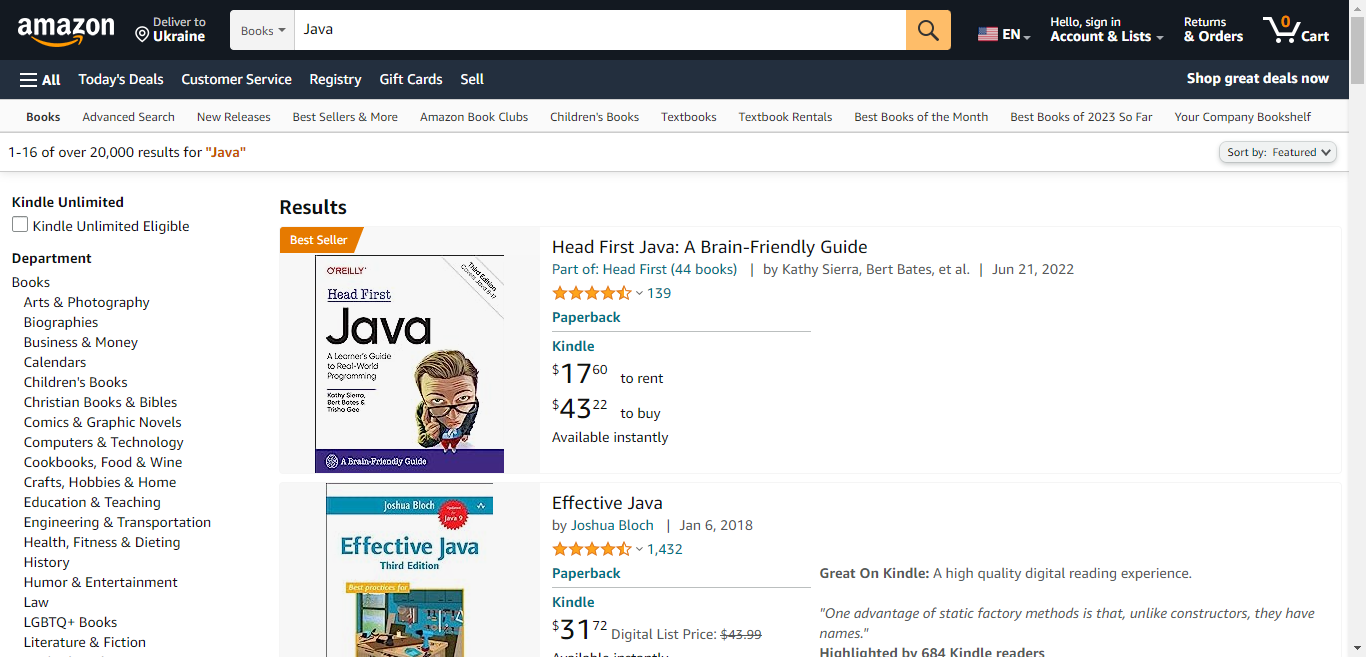 amazon
Deliver to
Ukraine
Books
Java
EN
Hello, sign in
Account & Lists
Returns
& Orders
0
Cart
All
Today's Deals
Customer Service
Registry
Gift Cards
Sell
Shop great deals now
Books
Advanced Search
New Releases
Best Sellers & More
Amazon Book Clubs
Children's Books
Textbooks
Textbook Rentals
Best Books of the Month
Best Books of 2023 So Far
Your Company Bookshelf
1-16 of over 20,000 results for "Java"
Sort by: Featured
Kindle Unlimited
Kindle Unlimited Eligible
Department
Books
Arts & Photography
Biographies
Business & Money
Calendars
Children's Books
Christian Books & Bibles
Comics & Graphic Novels
Computers & Technology
Cookbooks, Food & Wine
Crafts, Hobbies & Home
Education & Teaching
Engineering & Transportation
Health, Fitness & Dieting
History
Humor & Entertainment
Law
LGBTQ+ Books
Literature & Fiction
Results
Best Seller
O'REILLY
Third Edition
Covers Java 8-17
Head First
Java
A Learner's Guide
to Real-World
Programming
Kathy Sierra,
Bert Bates &
Trisha Gee
A Brain-Friendly Guide
Head First Java: A Brain-Friendly Guide
Part of: Head First (44 books) | by Kathy Sierra, Bert Bates, et al. | Jun 21, 2022
139
Paperback
Kindle
$1760 to rent
$4322 to buy
Available instantly
Joshua Bloch
Updated for
Java 9
Effective Java
Third Edition
Best practices for
Effective Java
by Joshua Bloch | Jan 6, 2018
1,432
Paperback
Kindle
$3172 Digital List Price: $43.99
Available instantly
Great On Kindle: A high quality digital reading experience.
"One advantage of static factory methods is that, unlike constructors, they have
names."
Highlighted by 684 Kindle readers